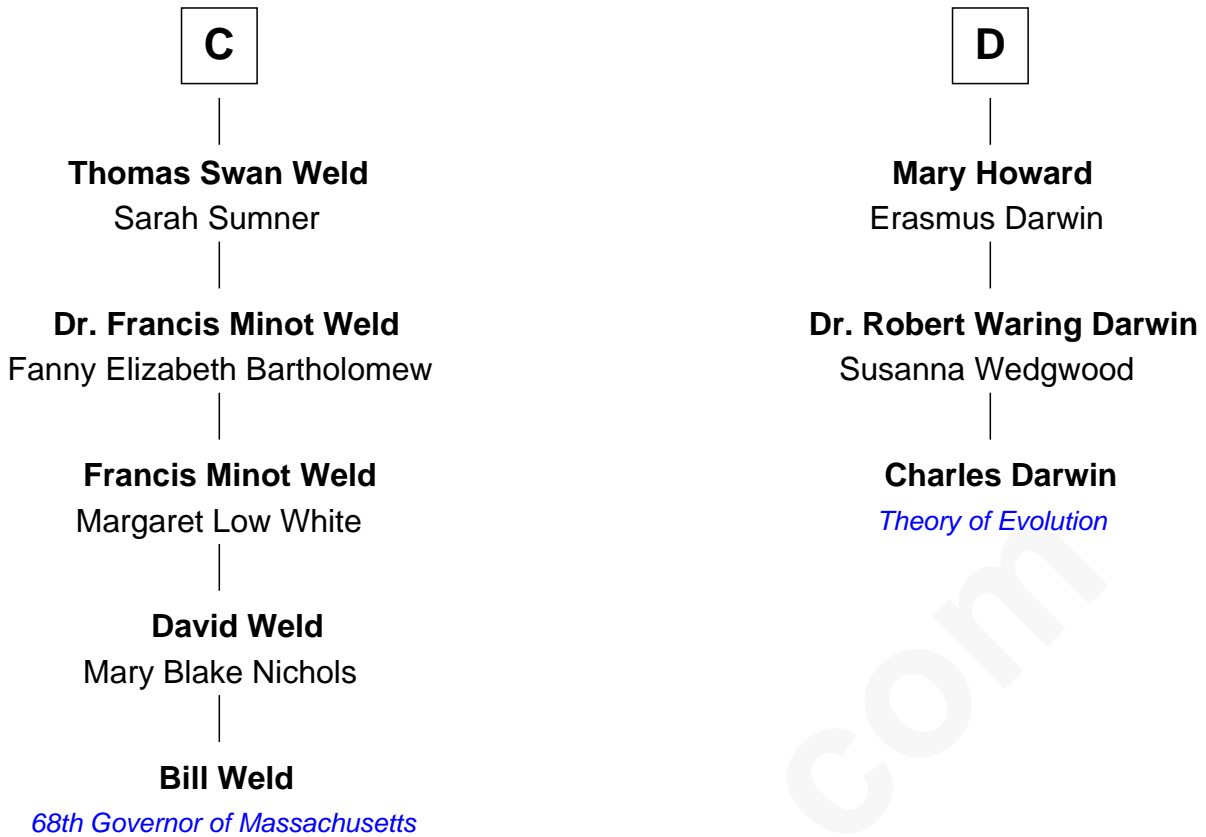 C
Thomas Swan Weld
Sarah Sumner
Dr. Francis Minot Weld
Fanny Elizabeth Bartholomew
Francis Minot Weld
Margaret Low White
David Weld
Mary Blake Nichols
Bill Weld
68th Governor of Massachusetts
D
Mary Howard
Erasmus Darwin
Dr. Robert Waring Darwin
Susanna Wedgwood
Charles Darwin
Theory of Evolution
com